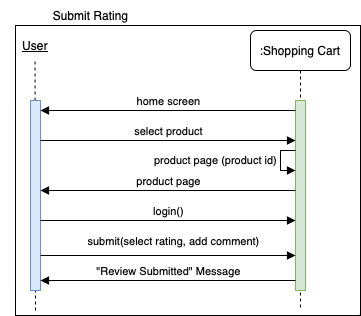 Submit Rating
User
:Shopping Cart
home screen
select product
product page (product id)
product page
login()
submit(select rating, add comment)
"Review Submitted" Message